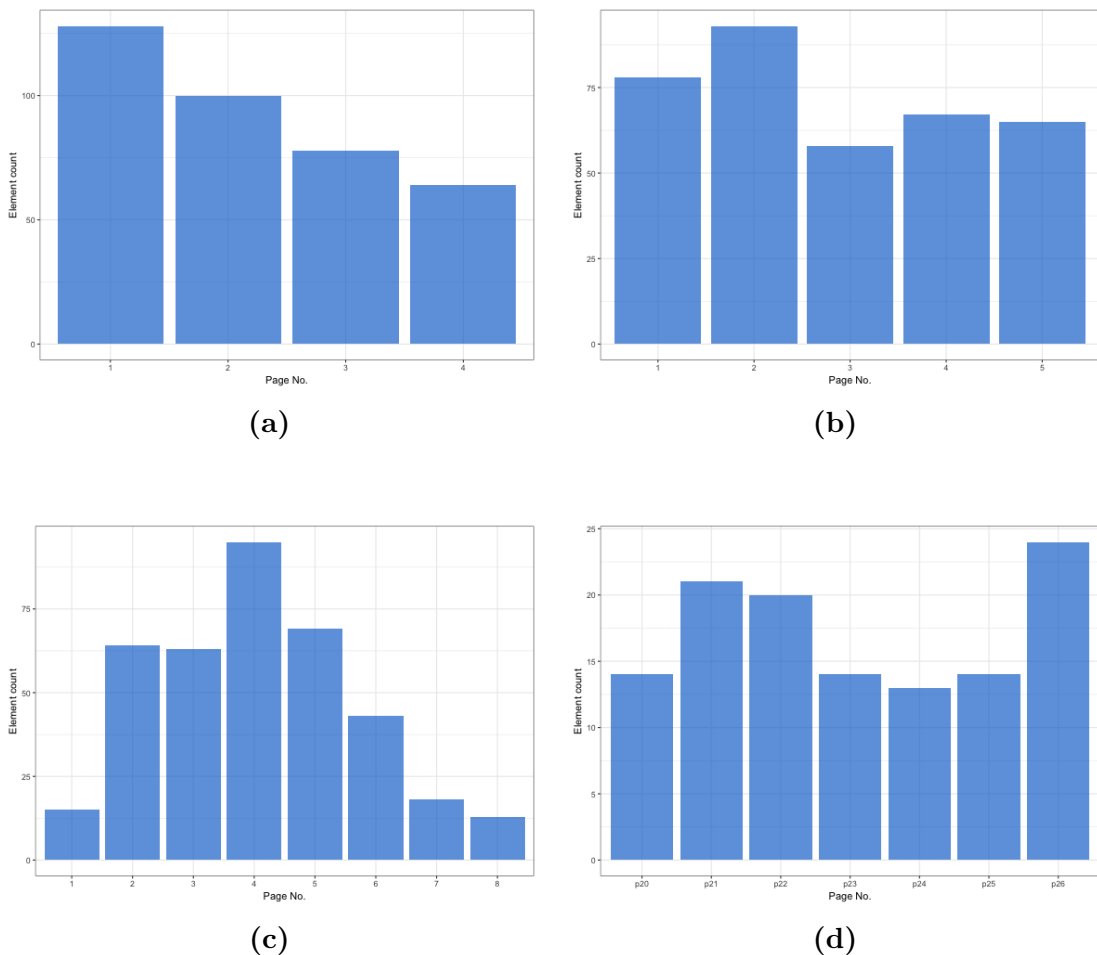 Element count
100
50
0
1 2 3 4
Page No.
(a)
Element count
75
50
25
0
1 2 3 4 5
Page No.
(b)
Element count
75
50
25
0
1 2 3 4 5 6 7 8
Page No.
(c)
Element count
25
20
15
10
5
0
p20 p21 p22 p23 p24 p25 p26
Page No.
(d)